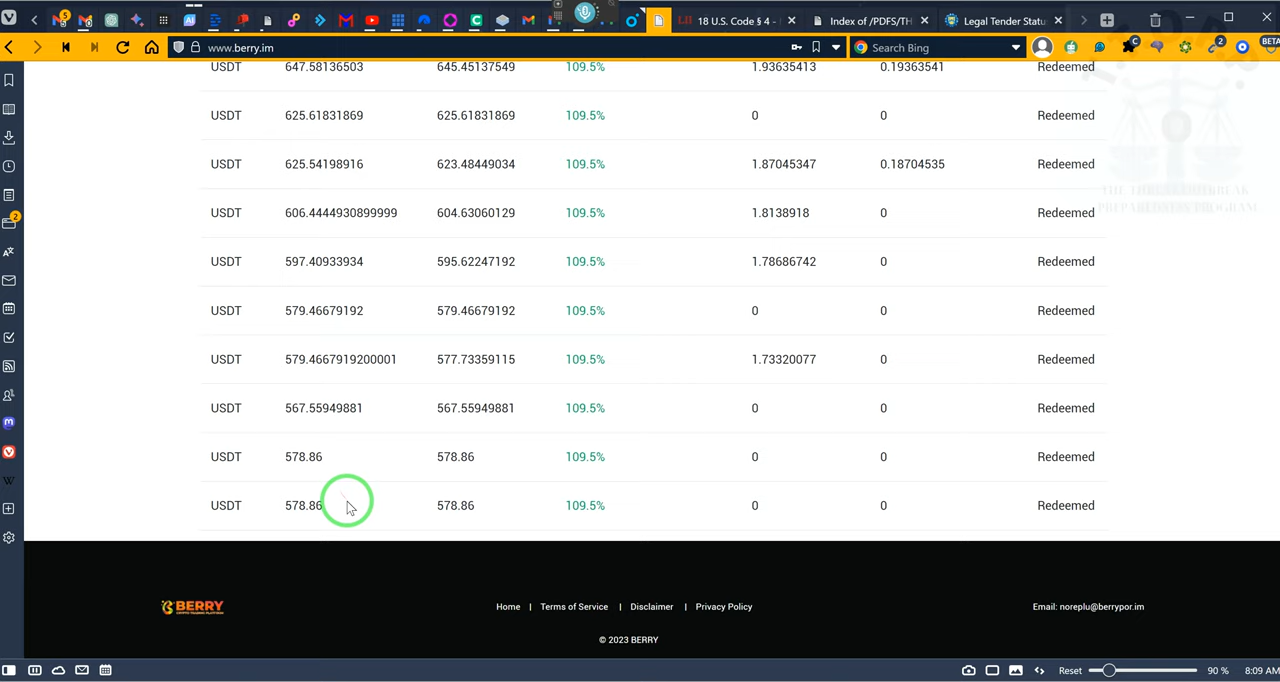 18 U.S. Code § 4 -
Index of /PDFS/TH
Legal Tender Statu
www.berry.im
Search Bing
BETA
USDT 647.58136503 645.45137549 109.5% 1.93635413 0.19363541 Redeemed
USDT 625.61831869 625.61831869 109.5% 0 0 Redeemed
USDT 625.54198916 623.48449034 109.5% 1.87045347 0.18704535 Redeemed
USDT 606.4444930899999 604.63060129 109.5% 1.8138918 0 Redeemed
USDT 597.40933934 595.62247192 109.5% 1.78686742 0 Redeemed
USDT 579.46679192 579.46679192 109.5% 0 0 Redeemed
USDT 579.4667919200001 577.73359115 109.5% 1.73320077 0 Redeemed
USDT 567.55949881 567.55949881 109.5% 0 0 Redeemed
USDT 578.86 578.86 109.5% 0 0 Redeemed
USDT 578.86 578.86 109.5% 0 0 Redeemed
BERRY
Home | Terms of Service | Disclaimer | Privacy Policy
Email: noreplu@berrypor.im
© 2023 BERRY
Reset 90 % 8:09 AM